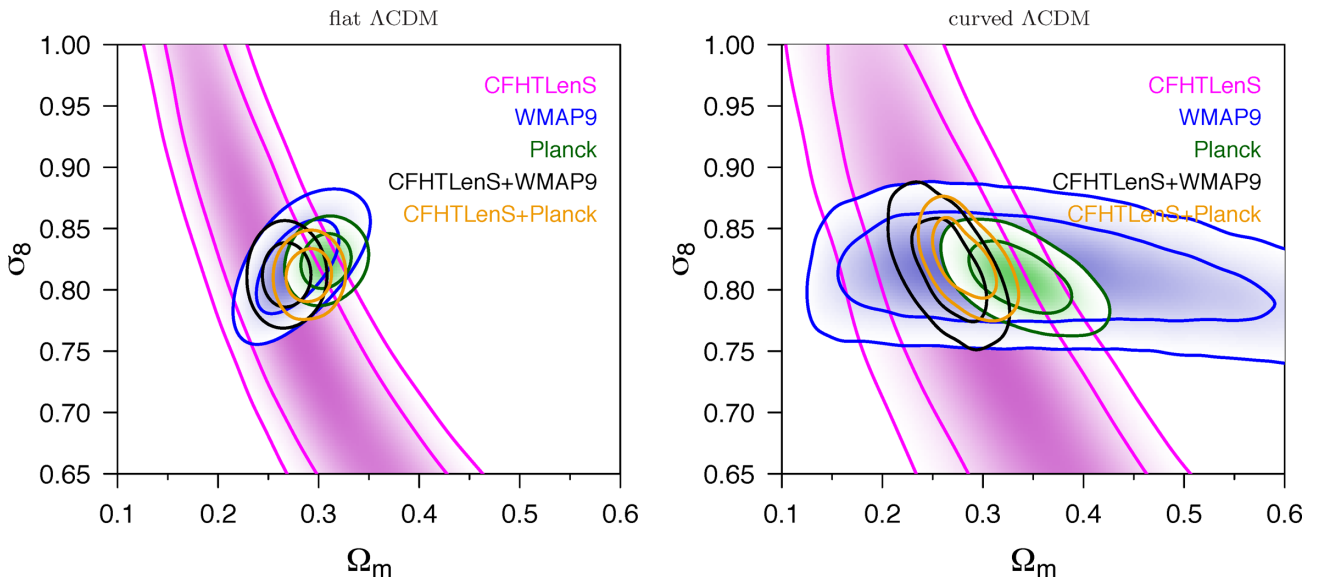 flat ΛCDM
1.00
0.95
0.90
0.85
0.80
0.75
0.70
0.65
σ8
CFHTLenS
WMAP9
Planck
CFHTLenS+WMAP9
CFHTLenS+Planck
0.1 0.2 0.3 0.4 0.5 0.6
Ωm
curved ΛCDM
1.00
0.95
0.90
0.85
0.80
0.75
0.70
0.65
σ8
CFHTLenS
WMAP9
Planck
CFHTLenS+WMAP9
CFHTLenS+Planck
0.1 0.2 0.3 0.4 0.5 0.6
Ωm